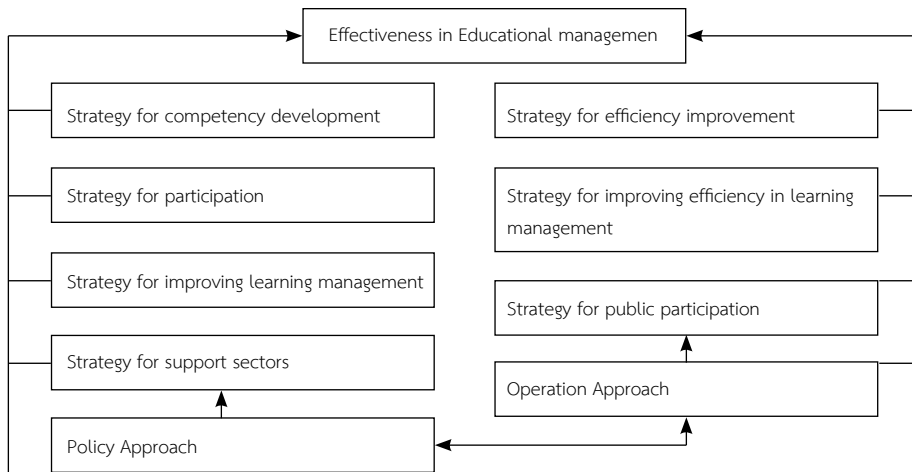 Effectiveness in Educational managemen
Strategy for competency development
Strategy for participation
Strategy for improving learning management
Strategy for support sectors
Policy Approach
Strategy for efficiency improvement
Strategy for improving efficiency in learning
management
Strategy for public participation
Operation Approach